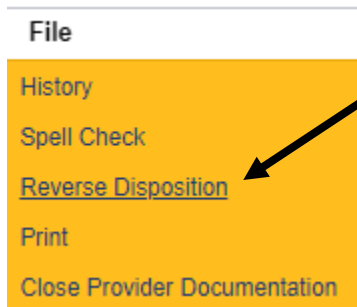 File
History
Spell Check
Reverse Disposition
Print
Close Provider Documentation